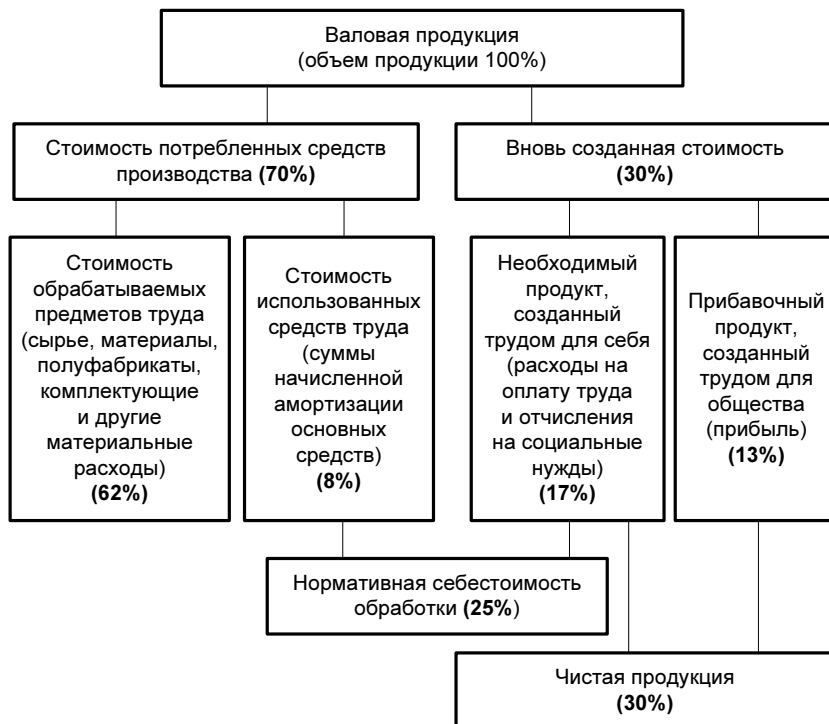 Валовая продукция
(объем продукции 100%)
Стоимость потребленных средств
производства (70%)
Вновь созданная стоимость
(30%)
Стоимость
обрабатываемых
предметов труда
(сырье, материалы,
полуфабрикаты,
комплектующие
и другие
материальные
расходы)
(62%)
Стоимость
использованных
средств труда
(суммы
начисленной
амортизации
основных
средств)
(8%)
Необходимый
продукт,
созданный
трудом для себя
(расходы на
оплату труда
и отчисления
на социальные
нужды)
(17%)
Прибавочный
продукт,
созданный
трудом для
общества
(прибыль)
(13%)
Нормативная себестоимость
обработки (25%)
Чистая продукция
(30%)